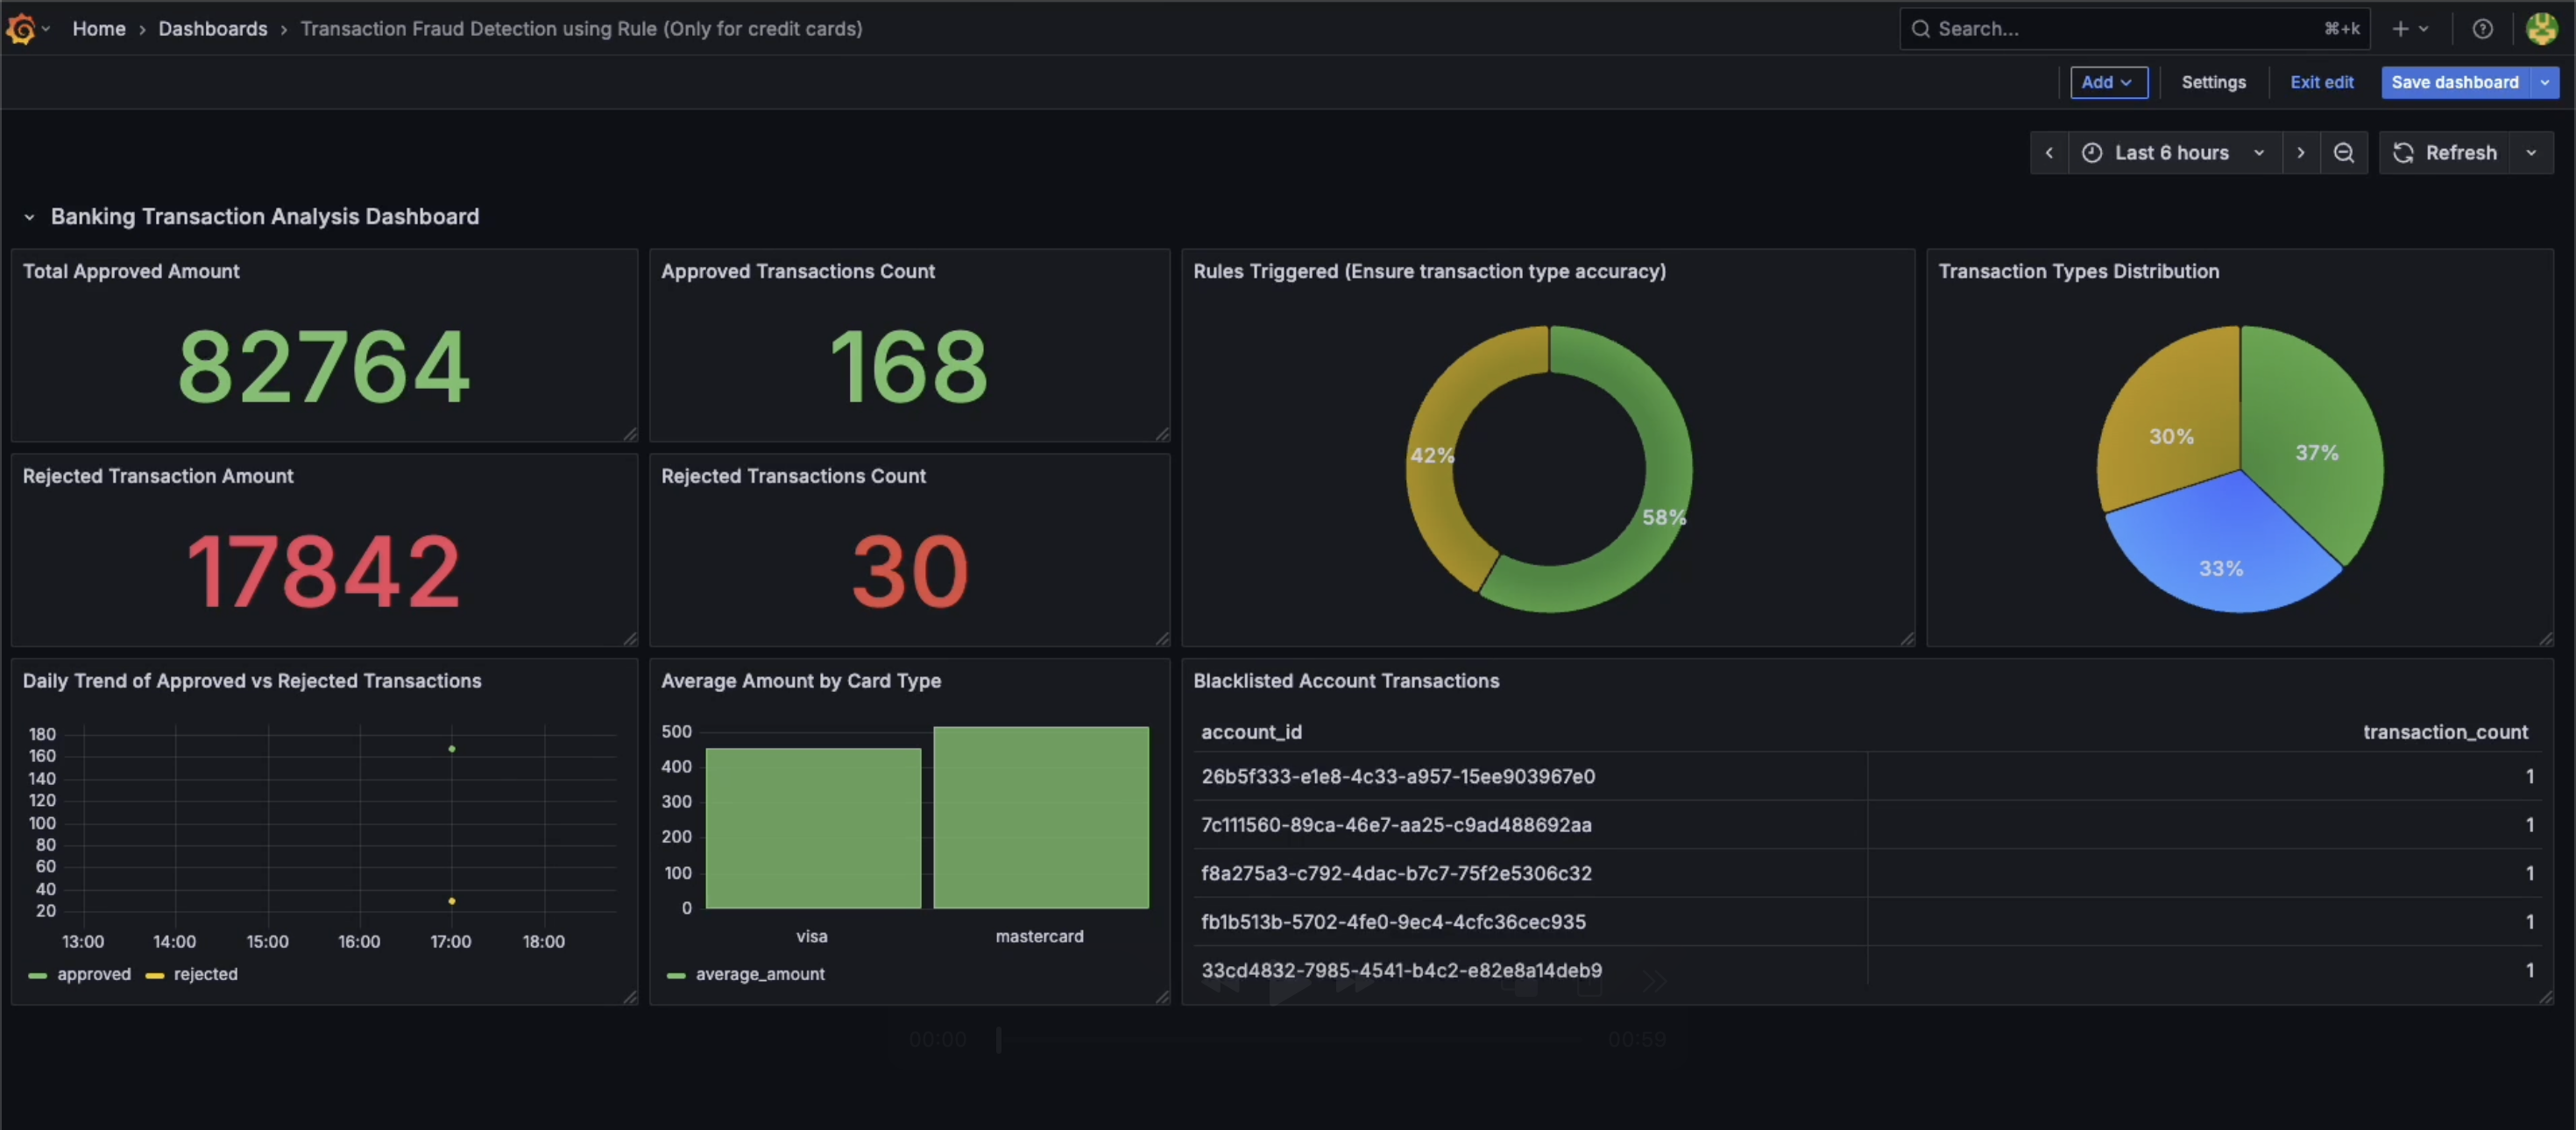 Home › Dashboards › Transaction Fraud Detection using Rule (Only for credit cards)
Search... ⌘+k
Add Settings Exit edit Save dashboard
Last 6 hours Refresh
Banking Transaction Analysis Dashboard
Total Approved Amount
82764
Approved Transactions Count
168
Rules Triggered (Ensure transaction type accuracy)
42%
58%
Transaction Types Distribution
30%
37%
33%
Rejected Transaction Amount
17842
Rejected Transactions Count
30
Daily Trend of Approved vs Rejected Transactions
180
160
140
120
100
80
60
40
20
13:00 14:00 15:00 16:00 17:00 18:00
approved rejected
Average Amount by Card Type
500
400
300
200
100
0
visa mastercard
average_amount
Blacklisted Account Transactions
account_id transaction_count
26b5f333-e1e8-4c33-a957-15ee903967e0 1
7c111560-89ca-46e7-aa25-c9ad488692aa 1
f8a275a3-c792-4dac-b7c7-75f2e5306c32 1
fb1b513b-5702-4fe0-9ec4-4cfc36cec935 1
33cd4832-7985-4541-b4c2-e82e8a14deb9 1
00:00 00:59